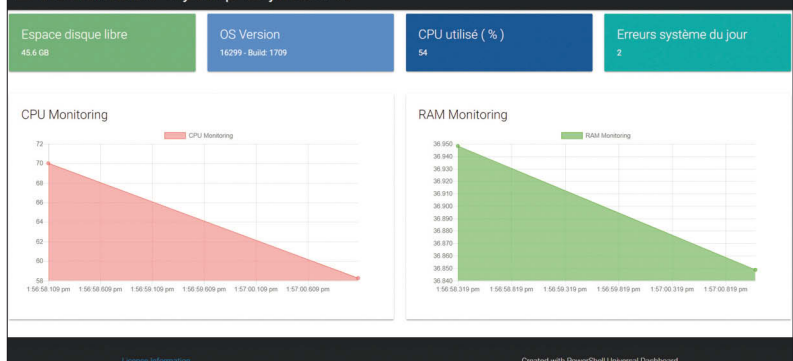 Espace disque libre
45.6 GB
OS Version
16299 - Build: 1709
CPU utilisé ( % )
54
Erreurs système du jour
2
CPU Monitoring
CPU Monitoring
72
70
68
66
64
62
60
58
1:56:58.109 pm 1:56:58.609 pm 1:56:59.109 pm 1:56:59.609 pm 1:57:00.109 pm 1:57:00.609 pm
RAM Monitoring
RAM Monitoring
36.950
36.940
36.930
36.920
36.910
36.900
36.890
36.880
36.870
36.860
36.850
36.840
1:56:58.319 pm 1:56:58.819 pm 1:56:59.319 pm 1:56:59.819 pm 1:57:00.319 pm 1:57:00.819 pm
License Information
Created with PowerShell Universal Dashboard